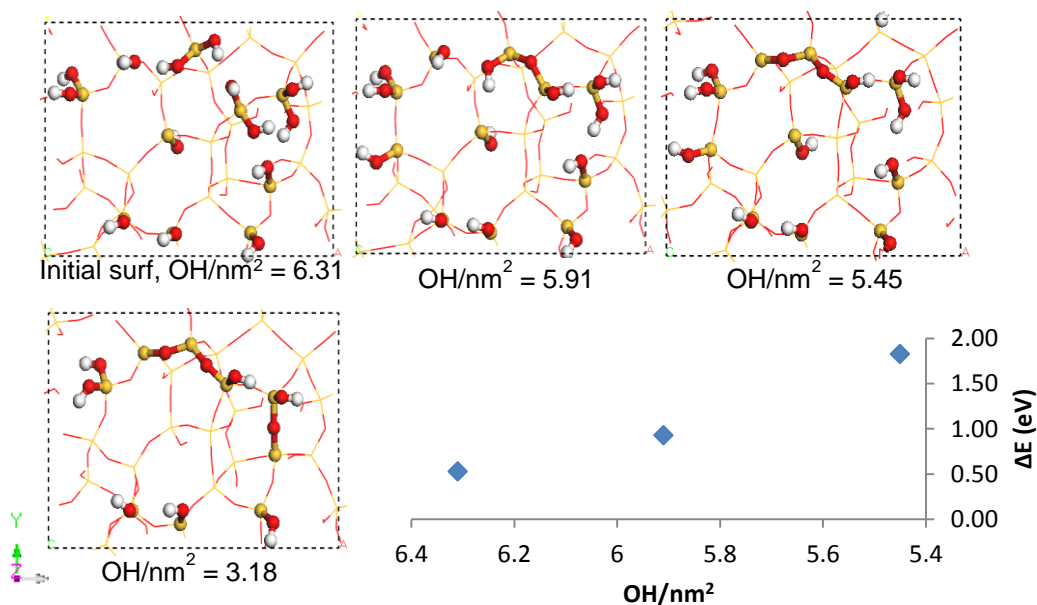 Initial surf, OH/nm² = 6.31
OH/nm² = 5.91
OH/nm² = 5.45
OH/nm² = 3.18
2.00
1.50
1.00
0.50
0.00
ΔE (eV)
6.4 6.2 6 5.8 5.6 5.4
OH/nm²
Y
Z
A
A
A